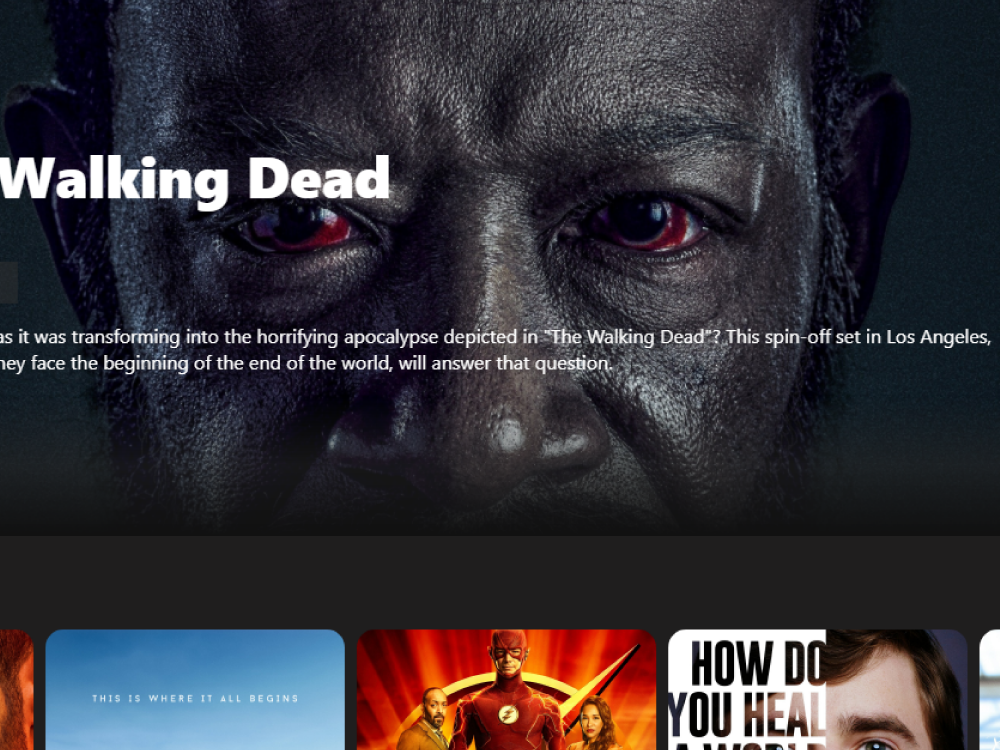 Walking Dead
as it was transforming into the horrifying apocalypse depicted in "The Walking Dead"? This spin-off set in Los Angeles,
hey face the beginning of the end of the world, will answer that question.
THIS IS WHERE IT ALL BEGINS
HOW DO
YOU HEAL
A WORLD